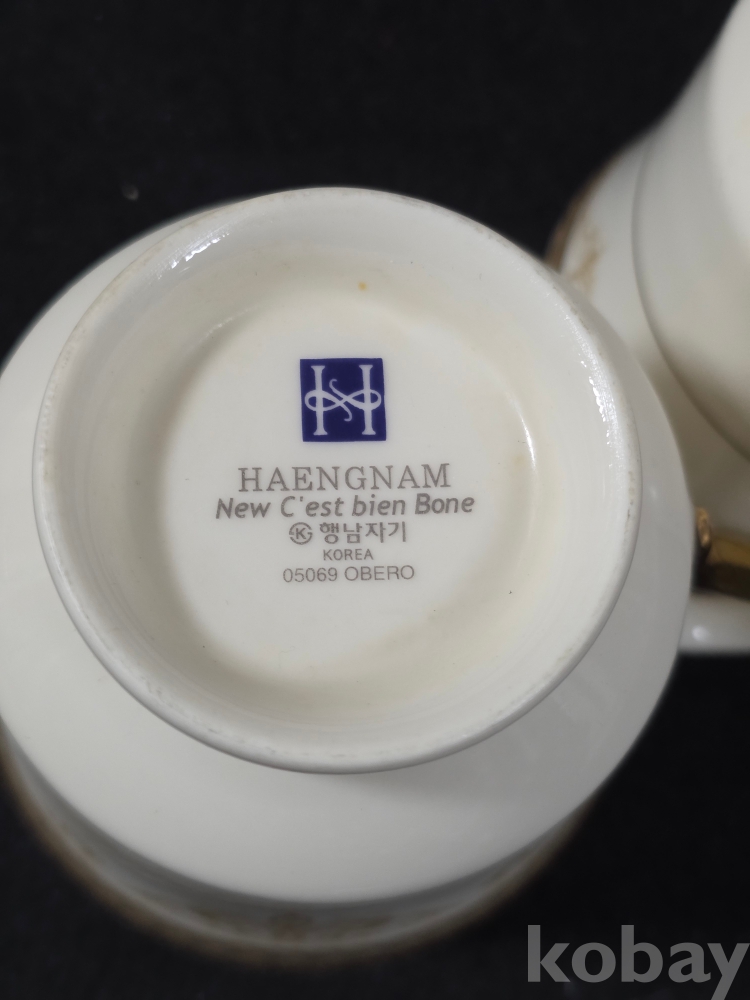 H
HAENGNAM
New C'est bien Bone
Ⓚ 행남자기
KOREA
05069 OBERO
kobay